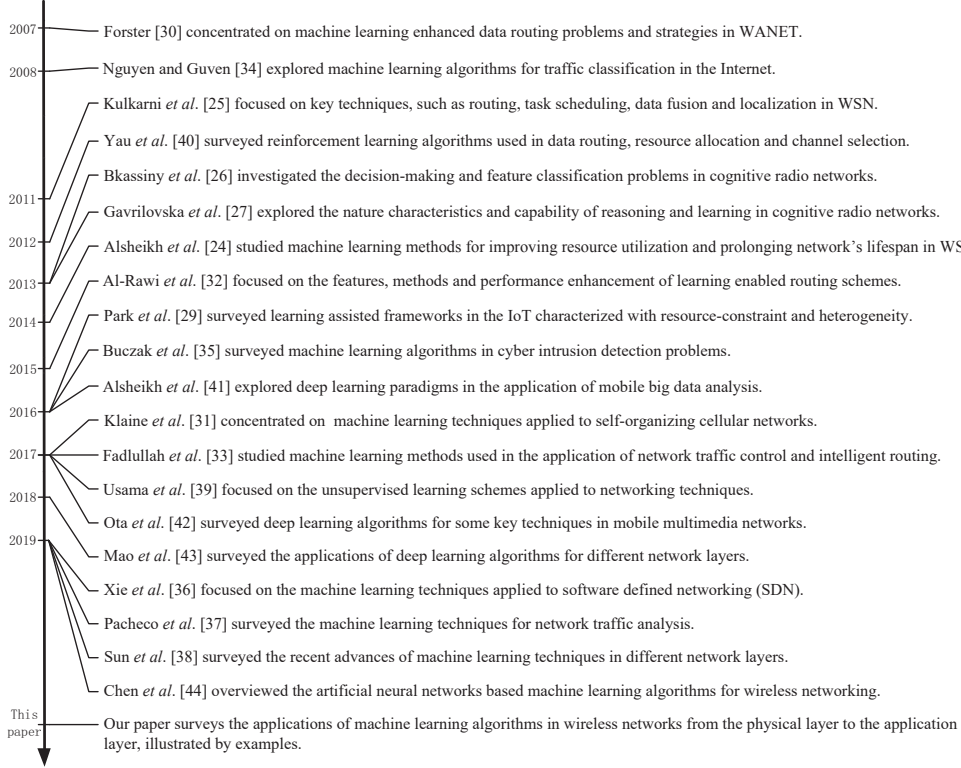 2007
Forster [30] concentrated on machine learning enhanced data routing problems and strategies in WANET.
2008
Nguyen and Guven [34] explored machine learning algorithms for traffic classification in the Internet.
Kulkarni et al. [25] focused on key techniques, such as routing, task scheduling, data fusion and localization in WSN.
Yau et al. [40] surveyed reinforcement learning algorithms used in data routing, resource allocation and channel selection.
Bkassiny et al. [26] investigated the decision-making and feature classification problems in cognitive radio networks.
2011
Gavrilovska et al. [27] explored the nature characteristics and capability of reasoning and learning in cognitive radio networks.
2012
Alsheikh et al. [24] studied machine learning methods for improving resource utilization and prolonging network's lifespan in WS
2013
Al-Rawi et al. [32] focused on the features, methods and performance enhancement of learning enabled routing schemes.
2014
Park et al. [29] surveyed learning assisted frameworks in the IoT characterized with resource-constraint and heterogeneity.
Buczak et al. [35] surveyed machine learning algorithms in cyber intrusion detection problems.
2015
Alsheikh et al. [41] explored deep learning paradigms in the application of mobile big data analysis.
2016
Klaine et al. [31] concentrated on machine learning techniques applied to self-organizing cellular networks.
2017
Fadlullah et al. [33] studied machine learning methods used in the application of network traffic control and intelligent routing.
Usama et al. [39] focused on the unsupervised learning schemes applied to networking techniques.
2018
Ota et al. [42] surveyed deep learning algorithms for some key techniques in mobile multimedia networks.
2019
Mao et al. [43] surveyed the applications of deep learning algorithms for different network layers.
Xie et al. [36] focused on the machine learning techniques applied to software defined networking (SDN).
Pacheco et al. [37] surveyed the machine learning techniques for network traffic analysis.
Sun et al. [38] surveyed the recent advances of machine learning techniques in different network layers.
Chen et al. [44] overviewed the artificial neural networks based machine learning algorithms for wireless networking.
This
paper
Our paper surveys the applications of machine learning algorithms in wireless networks from the physical layer to the application
layer, illustrated by examples.